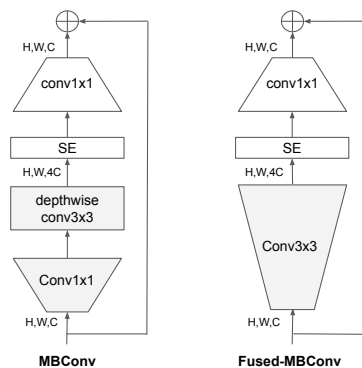 H,W,C
conv1x1
SE
H,W,4C
depthwise
conv3x3
Conv1x1
H,W,C
MBConv
H,W,C
conv1x1
SE
H,W,4C
Conv3x3
H,W,C
Fused-MBConv